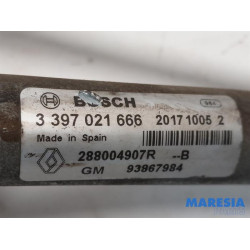 BOSCH
3 397 021 666 20171005 2
Made in Spain
288004907R --B
GM 93867984
MARESIA